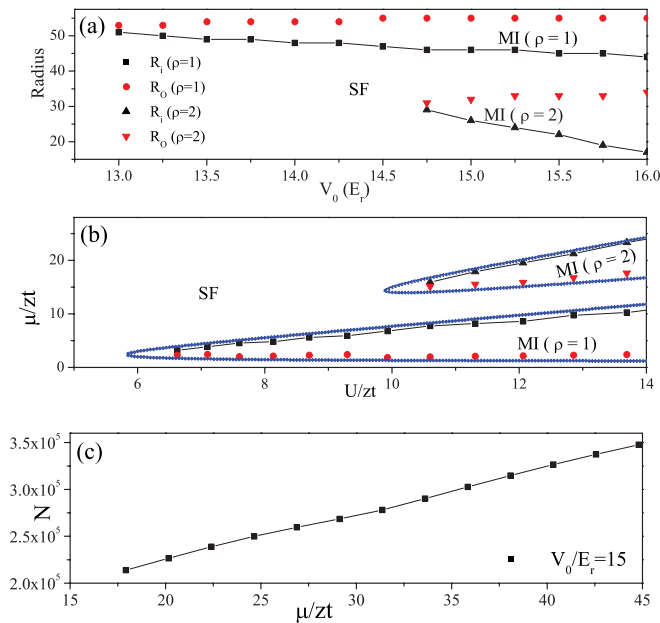 (a)
MI ( ρ = 1)
Radius
50
40
30
20
R_i (ρ=1)
R_O (ρ=1)
R_i (ρ=2)
R_O (ρ=2)
SF
MI ( ρ = 2)
13.0 13.5 14.0 14.5 15.0 15.5 16.0
V_0 (E_r)
(b)
SF
MI ( ρ = 2)
MI ( ρ = 1)
μ/zt
20
10
0
6 8 10 12 14
U/zt
(c)
N
3.5x10^5
3.0x10^5
2.5x10^5
2.0x10^5
V_0/E_r=15
15 20 25 30 35 40 45
μ/zt